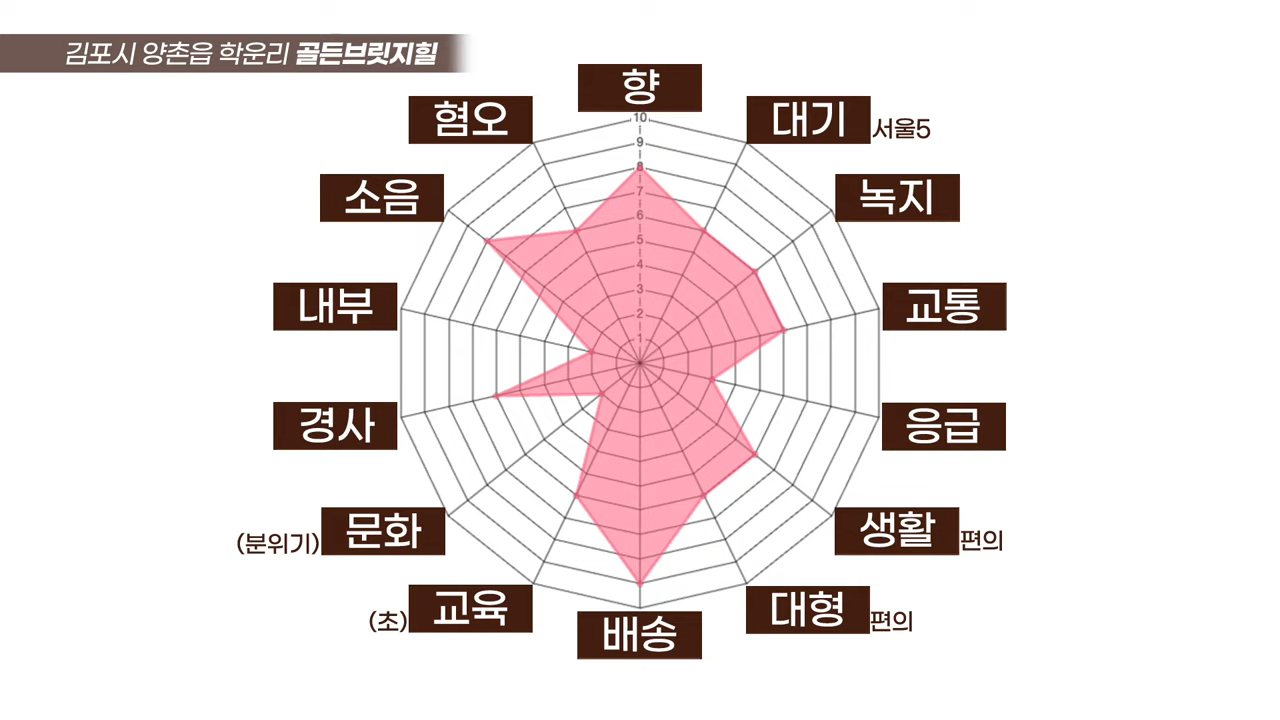 김포시 양촌읍 학운리 골든브릿지힐
향
혐오
대기 서울5
소음
녹지
내부
교통
경사
응급
(분위기) 문화
생활 편의
(초) 교육
대형 편의
배송
10
9
8
7
6
5
4
3
2
1